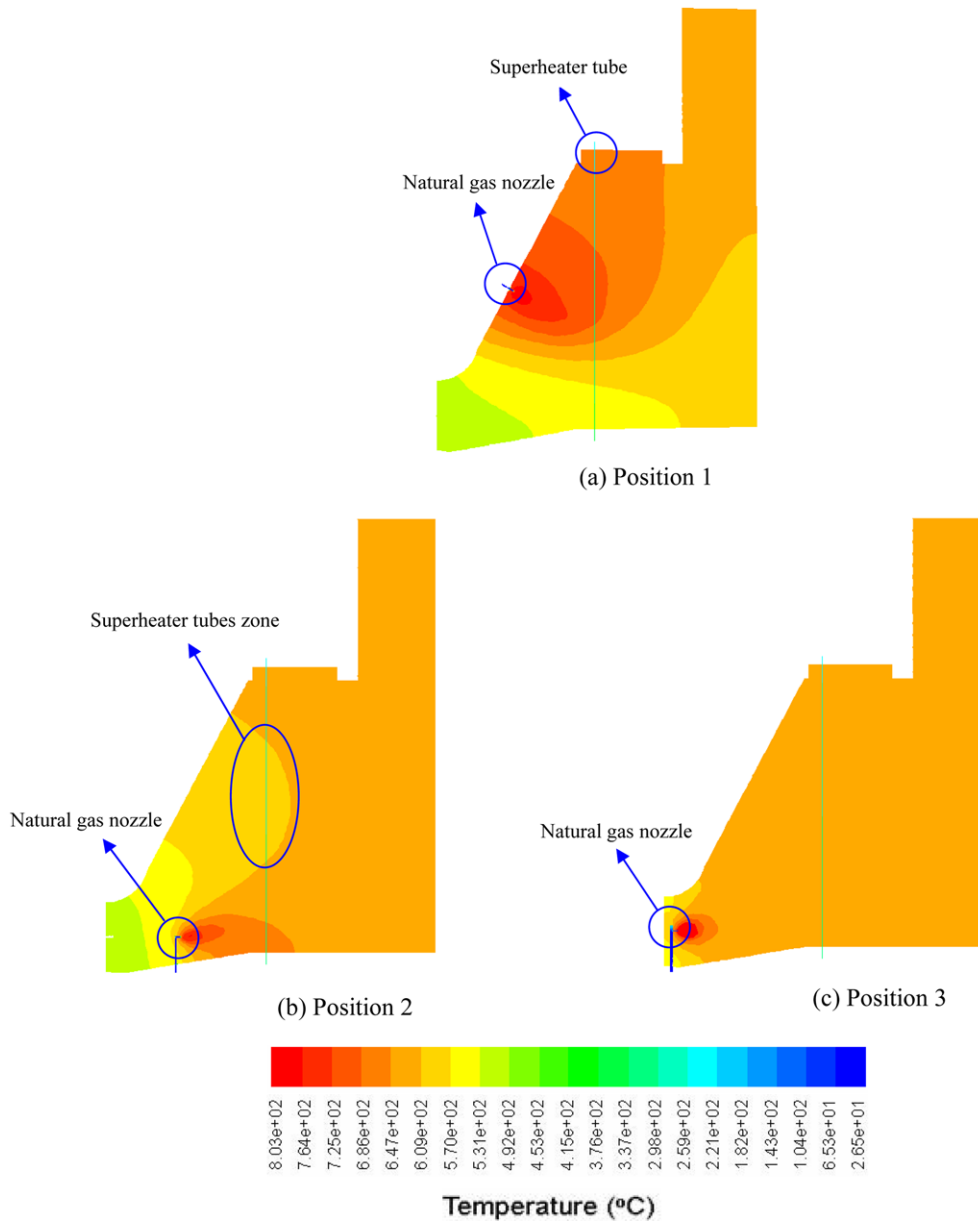 Superheater tube
Natural gas nozzle
(a) Position 1
Superheater tubes zone
Natural gas nozzle
Natural gas nozzle
(b) Position 2
(c) Position 3
8.03e+02
7.64e+02
7.25e+02
6.86e+02
6.47e+02
6.09e+02
5.70e+02
5.31e+02
4.92e+02
4.53e+02
4.15e+02
3.76e+02
3.37e+02
2.98e+02
2.59e+02
2.21e+02
1.82e+02
1.43e+02
1.04e+02
6.53e+01
2.65e+01
Temperature (ºC)